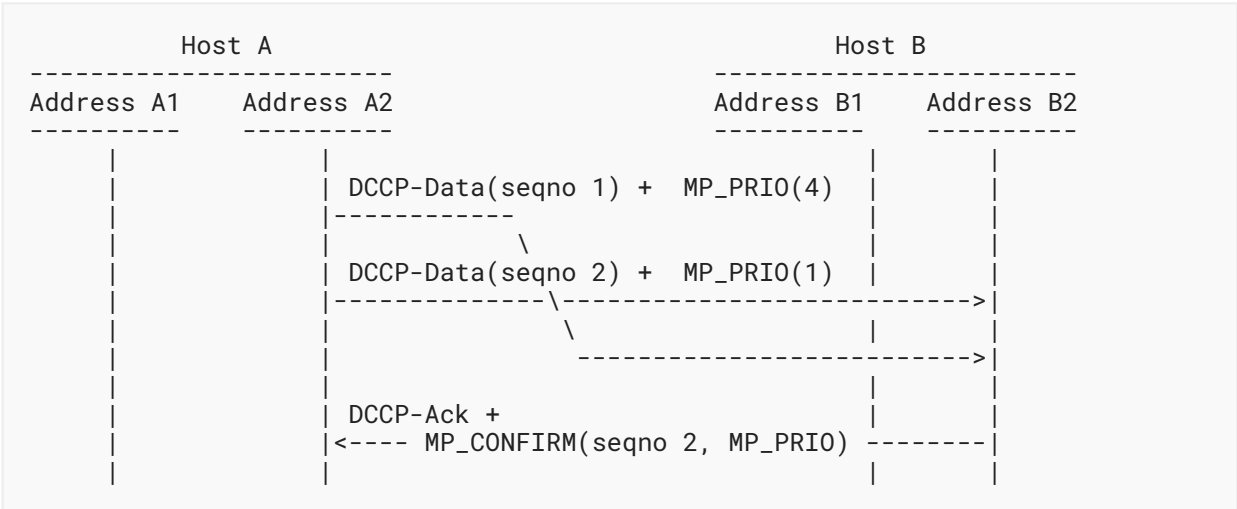 Host A Host B
Address A1 Address A2 Address B1 Address B2
DCCP-Data(seqno 1) + MP_PRIO(4)
DCCP-Data(seqno 2) + MP_PRIO(1)
DCCP-Ack +
MP_CONFIRM(seqno 2, MP_PRIO)